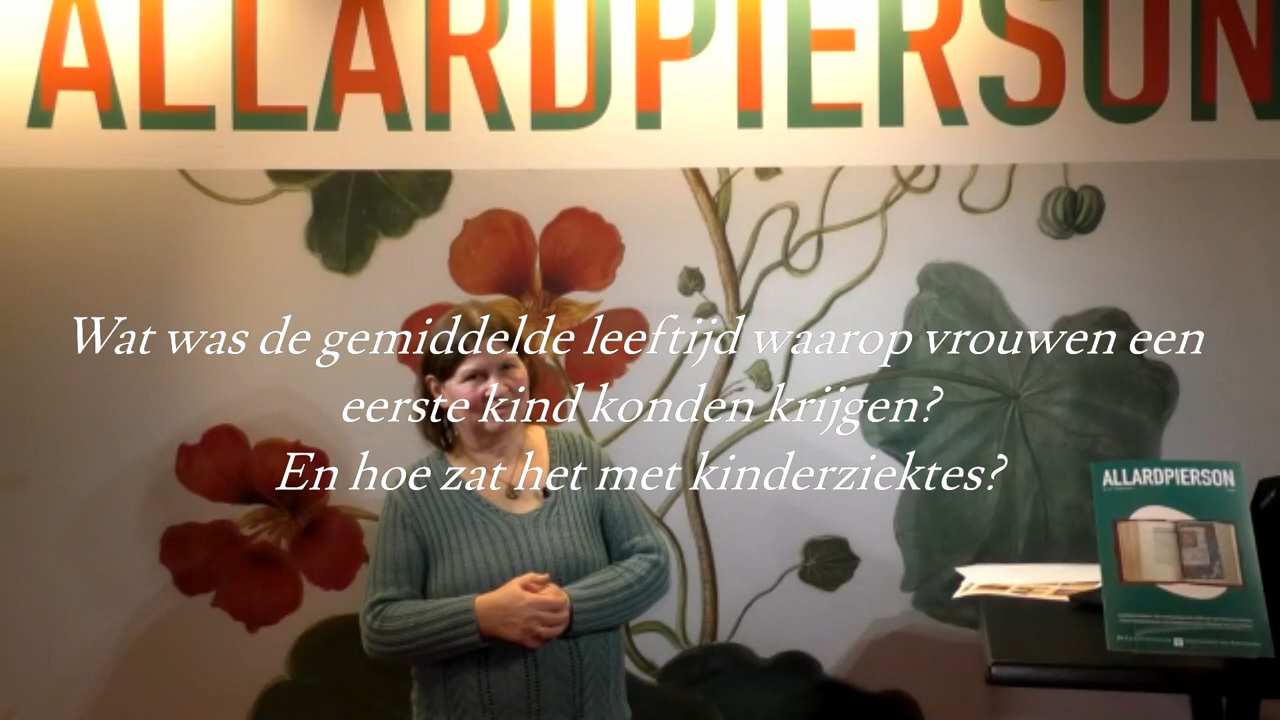 ALLARDPIERSON
Wat was de gemiddelde leeftijd waarop vrouwen een
eerste kind konden krijgen?
En hoe zat het met kinderziektes?
ALLARDPIERSON